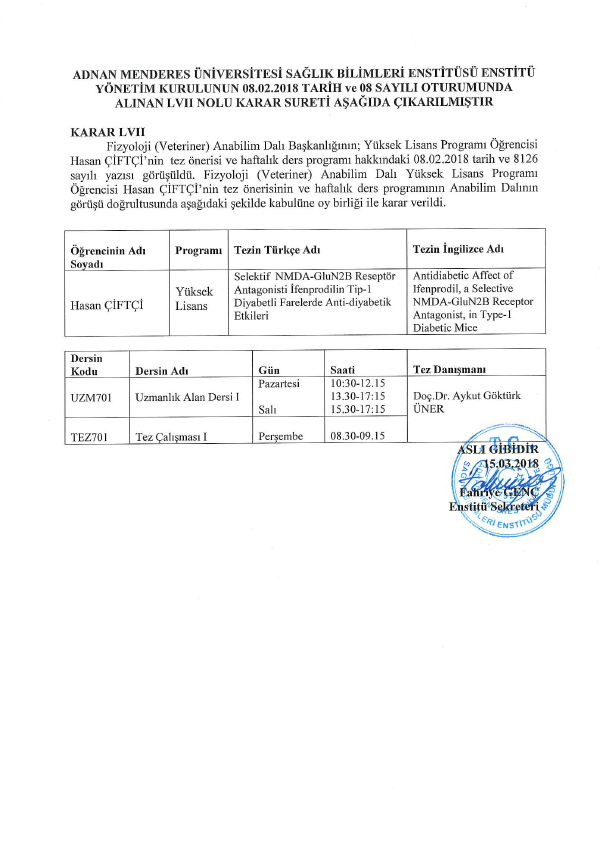 ADNAN MENDERES ÜNİVERSİTESİ SAĞLIK BİLİMLERİ ENSTİTÜSÜ ENSTİTÜ
YÖNETİM KURULUNUN 08.02.2018 TARİH ve 08 SAYILI OTURUMUNDA
ALINAN LVII NOLU KARAR SURETİ AŞAĞIDA ÇIKARILMIŞTIR
KARAR LVII
Fizyoloji (Veteriner) Anabilim Dalı Başkanlığının; Yüksek Lisans Programı Öğrencisi
Hasan ÇİFTÇİ'nin tez önerisi ve haftalık ders programı hakkındaki 08.02.2018 tarih ve 8126
sayılı yazısı görüşüldü. Fizyoloji (Veteriner) Anabilim Dalı Yüksek Lisans Programı
Öğrencisi Hasan ÇİFTÇİ'nin tez önerisinin ve haftalık ders programının Anabilim Dalının
görüşü doğrultusunda aşağıdaki şekilde kabulüne oy birliği ile karar verildi.
Öğrencinin Adı
Soyadı
Programı
Tezin Türkçe Adı
Tezin İngilizce Adı
Hasan ÇİFTÇİ
Yüksek
Lisans
Selektif NMDA-GluN2B Reseptör
Antagonisti İfenprodilin Tip-1
Diyabetli Farelerde Anti-diyabetik
Etkileri
Antidiabetic Affect of
Ifenprodil, a Selective
NMDA-GluN2B Receptor
Antagonist, in Type-1
Diabetic Mice
Dersin
Kodu
Dersin Adı
Gün
Saati
Tez Danışmanı
UZM701
Uzmanlık Alan Dersi I
Pazartesi
Salı
10:30-12.15
13.30-17:15
15.30-17:15
Doç.Dr. Aykut Göktürk
ÜNER
TEZ701
Tez Çalışması I
Perşembe
08.30-09.15
ASLI GİBİDİR
15.03.2018
Fahriye GENÇ
Enstitü Sekreteri